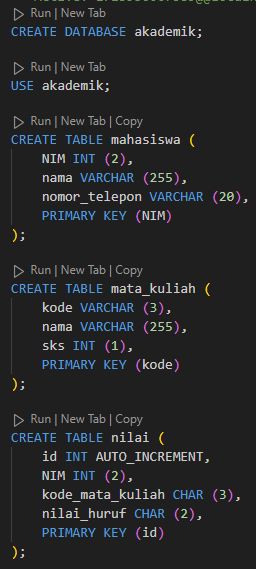 Run | New Tab
CREATE DATABASE akademik;
Run | New Tab
USE akademik;
Run | New Tab | Copy
CREATE TABLE mahasiswa (
NIM INT (2),
nama VARCHAR (255),
nomor_telepon VARCHAR (20),
PRIMARY KEY (NIM)
);
Run | New Tab | Copy
CREATE TABLE mata_kuliah (
kode VARCHAR (3),
nama VARCHAR (255),
sks INT (1),
PRIMARY KEY (kode)
);
Run | New Tab | Copy
CREATE TABLE nilai (
id INT AUTO_INCREMENT,
NIM INT (2),
kode_mata_kuliah CHAR (3),
nilai_huruf CHAR (2),
PRIMARY KEY (id)
);